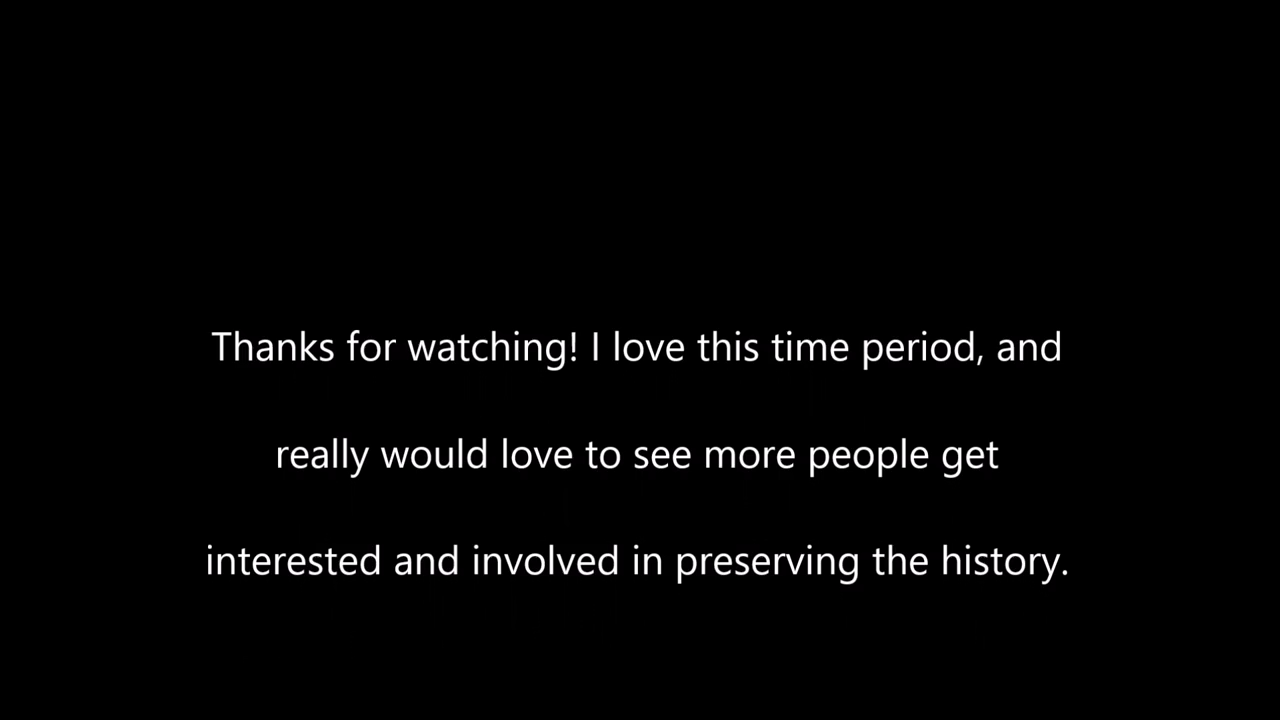 Thanks for watching! I love this time period, and
really would love to see more people get
interested and involved in preserving the history.